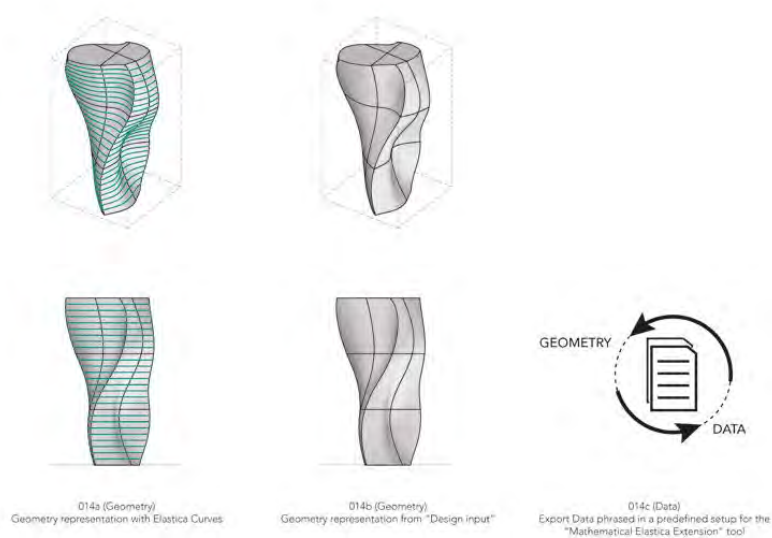 GEOMETRY
DATA
014a (Geometry)
Geometry representation with Elastica Curves
014b (Geometry)
Geometry representation from "Design input"
014c (Data)
Export Data phrased in a predefined setup for the
"Mathematical Elastica Extension" tool